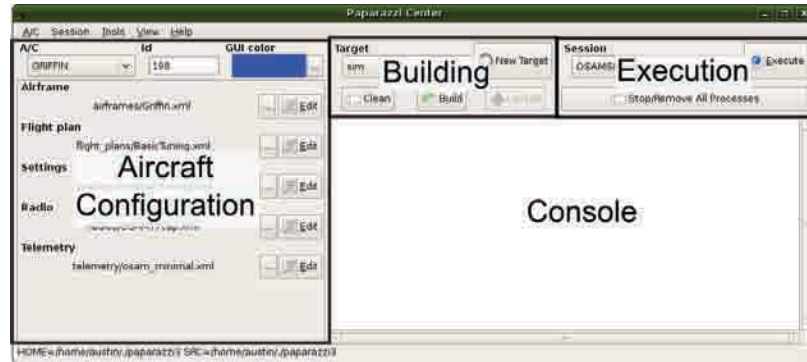 Paparazzi Center
A/C Session Tools View Help
A/C Id GUI color
GRIFFIN 198
Target
sim New Target
Building
Clean Build
Session
Execute
Execution
Stop/Remove All Processes
Airframe
airframes/Griffin.xml Edit
Flight plan
flight_plans/BasicTuning.xml Edit
Settings
Edit
Aircraft
Configuration
Radio
Edit
Telemetry
telemetry/osam_minimal.xml Edit
Console
HOME=/home/austin/./paparazzi3 SRC=/home/austin/./paparazzi3